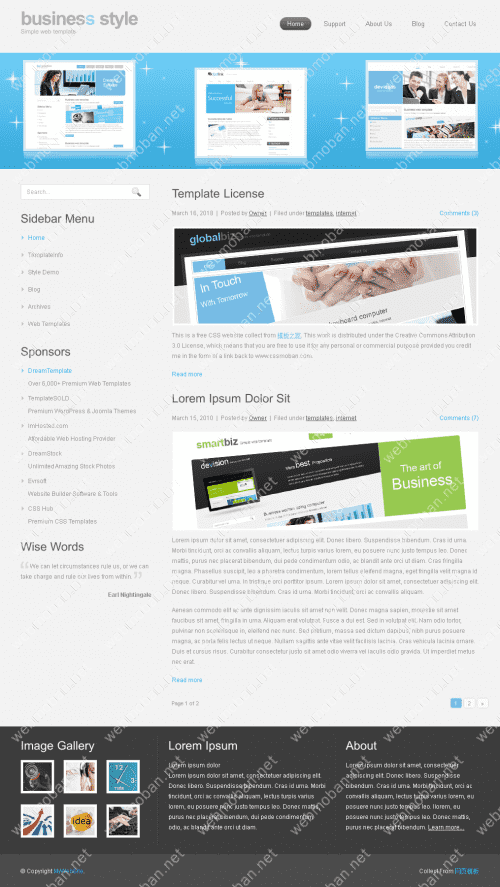 business style
Simple web template
Home
Support
About Us
Blog
Contact Us
Search...
Template License
March 16, 2010 | Posted by Owner | Filed under templates, internet
Comments (3)
globalbiz
In Touch
With Tomorrow
This is a free CSS website collect from 模板之家. This work is distributed under the Creative Commons Attribution
3.0 License, which means that you are free to use it for any personal or commercial purpose provided you credit
me in the form of a link back to www.cssmoban.com.
Read more
Sidebar Menu
Home
TemplateInfo
Style Demo
Blog
Archives
Web Templates
Sponsors
DreamTemplate
Over 6,000+ Premium Web Templates
TemplateSOLD
Premium WordPress & Joomla Themes
ImHosted.com
Affordable Web Hosting Provider
DreamStock
Unlimited Amazing Stock Photos
Evrsoft
Website Builder Software & Tools
CSS Hub
Premium CSS Templates
Wise Words
We can let circumstances rule us, or we can
take charge and rule our lives from within.
Earl Nightingale
Lorem Ipsum Dolor Sit
March 15, 2010 | Posted by Owner | Filed under templates, internet
Comments (7)
smartbiz
devision
best
The art of
Business
Lorem ipsum dolor sit amet, consectetuer adipiscing elit. Donec libero. Suspendisse bibendum. Cras id urna. Morbi
tincidunt, orci ac convallis aliquam, lectus turpis varius lorem, eu posuere nunc justo tempus leo. Donec
mattis, purus nec placerat bibendum, dui pede condimentum odio, ac blandit ante orci ut diam. Cras fringilla
magna. Phasellus suscipit, leo a pharetra condimentum, lorem tellus eleifend magna, eget fringilla velit magna id
neque. Curabitur vel urna. In tristique orci porttitor ipsum. Lorem ipsum dolor sit amet, consectetuer adipiscing elit.
Donec libero. Suspendisse bibendum. Cras id urna. Morbi tincidunt, orci ac convallis aliquam.
Aenean commodo elit ac ante dignissim iaculis sit amet non velit. Donec magna sapien, molestie sit amet
faucibus sit amet, fringilla in urna. Aliquam erat volutpat. Fusce a dui est. Sed in volutpat elit. Nam odio tortor,
pulvinar non pellentesque in, eleifend nec nunc. Sed pretium, massa sed dictum dapibus, nibh purus posuere
magna, ac porta felis lectus ut neque. Nullam sagittis ante vitae velit facilisis lacinia. Cras vehicula lacinia ornare.
Duis et cursus risus. Curabitur consectetur justo sit amet odio viverra vel iaculis odio gravida. Ut imperdiet metus
nec erat.
Read more
Page 1 of 2
1 2 »
Image Gallery
idea
Lorem Ipsum
Lorem ipsum dolor
Lorem ipsum dolor sit amet, consectetuer adipiscing
elit. Donec libero. Suspendisse bibendum. Cras id urna. Morbi
tincidunt, orci ac convallis aliquam, lectus turpis varius
lorem, eu posuere nunc justo tempus leo. Donec mattis,
purus nec placerat bibendum, dui pede condimentum
odio, ac blandit ante orci ut diam.
About
Lorem ipsum dolor sit amet, consectetuer adipiscing
elit. Donec libero. Suspendisse
bibendum. Cras id urna. Morbi tincidunt, orci ac
convallis aliquam, lectus turpis varius lorem, eu
posuere nunc justo tempus leo. Donec mattis,
purus nec placerat bibendum. Learn more...
© Copyright
Collect from 网页模板
webmoban.net